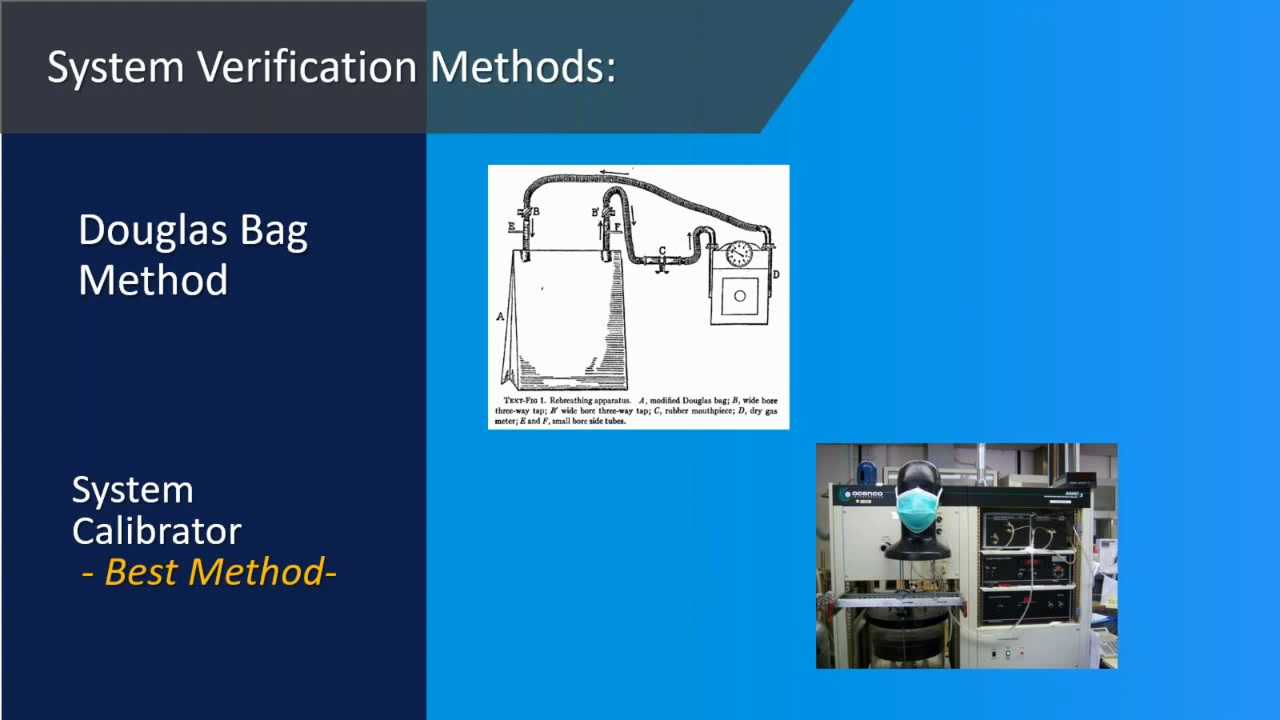 System Verification Methods:
Douglas Bag
Method
B
B'
E
F
C
D
A
TEXT-FIG 1. Rebreathing apparatus. A, modified Douglas bag; B, wide bore
three-way tap; B' wide bore three-way tap; C, rubber mouthpiece; D, dry gas
meter; E and F, small bore side tubes.
System
Calibrator
- Best Method-
ocenco